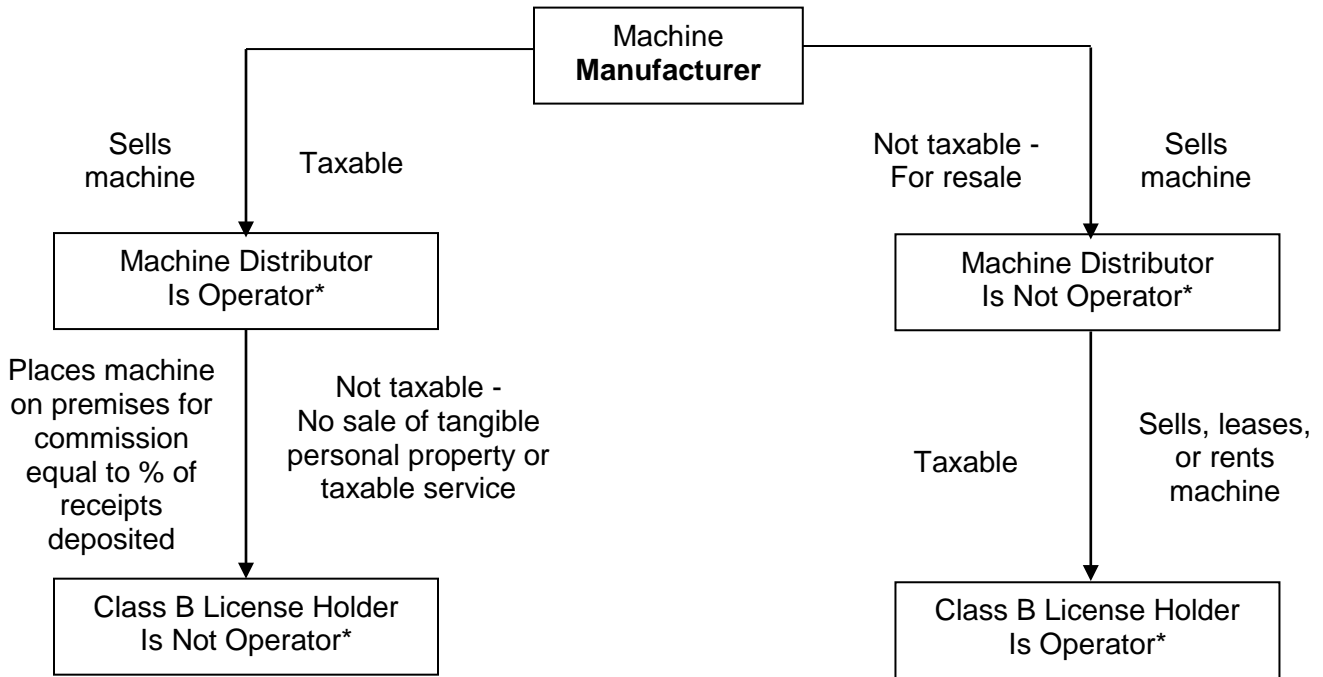 Machine
Manufacturer
Sells
machine
Taxable
Not taxable -
For resale
Sells
machine
Machine Distributor
Is Operator*
Machine Distributor
Is Not Operator*
Places machine
on premises for
commission
equal to % of
receipts
deposited
Not taxable -
No sale of tangible
personal property or
taxable service
Taxable
Sells, leases,
or rents
machine
Class B License Holder
Is Not Operator*
Class B License Holder
Is Operator*